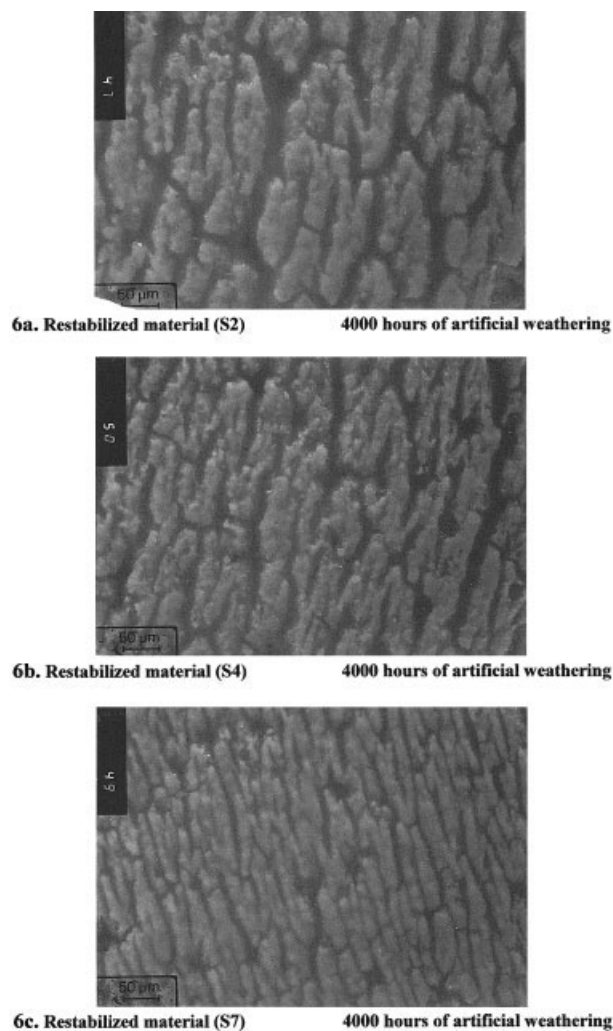 50 µm
6a. Restabilized material (S2) 4000 hours of artificial weathering
50 µm
6b. Restabilized material (S4) 4000 hours of artificial weathering
50 µm
6c. Restabilized material (S7) 4000 hours of artificial weathering